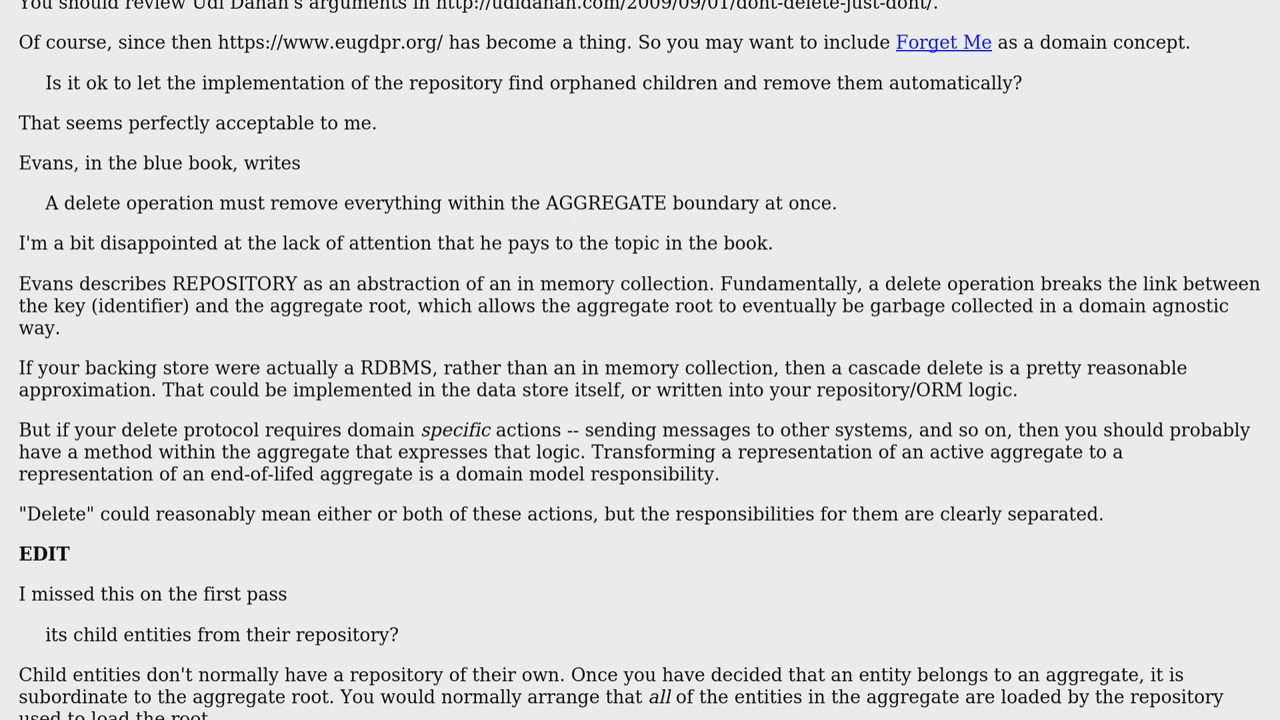 You should review Udi Dahan's arguments in http://udidahan.com/2009/09/01/dont-delete-just-dont/.
Of course, since then https://www.eugdpr.org/ has become a thing. So you may want to include Forget Me as a domain concept.
Is it ok to let the implementation of the repository find orphaned children and remove them automatically?
That seems perfectly acceptable to me.
Evans, in the blue book, writes
A delete operation must remove everything within the AGGREGATE boundary at once.
I'm a bit disappointed at the lack of attention that he pays to the topic in the book.
Evans describes REPOSITORY as an abstraction of an in memory collection. Fundamentally, a delete operation breaks the link between
the key (identifier) and the aggregate root, which allows the aggregate root to eventually be garbage collected in a domain agnostic
way.
If your backing store were actually a RDBMS, rather than an in memory collection, then a cascade delete is a pretty reasonable
approximation. That could be implemented in the data store itself, or written into your repository/ORM logic.
But if your delete protocol requires domain specific actions -- sending messages to other systems, and so on, then you should probably
have a method within the aggregate that expresses that logic. Transforming a representation of an active aggregate to a
representation of an end-of-lifed aggregate is a domain model responsibility.
"Delete" could reasonably mean either or both of these actions, but the responsibilities for them are clearly separated.
EDIT
I missed this on the first pass
its child entities from their repository?
Child entities don't normally have a repository of their own. Once you have decided that an entity belongs to an aggregate, it is
subordinate to the aggregate root. You would normally arrange that all of the entities in the aggregate are loaded by the repository
used to load the root.